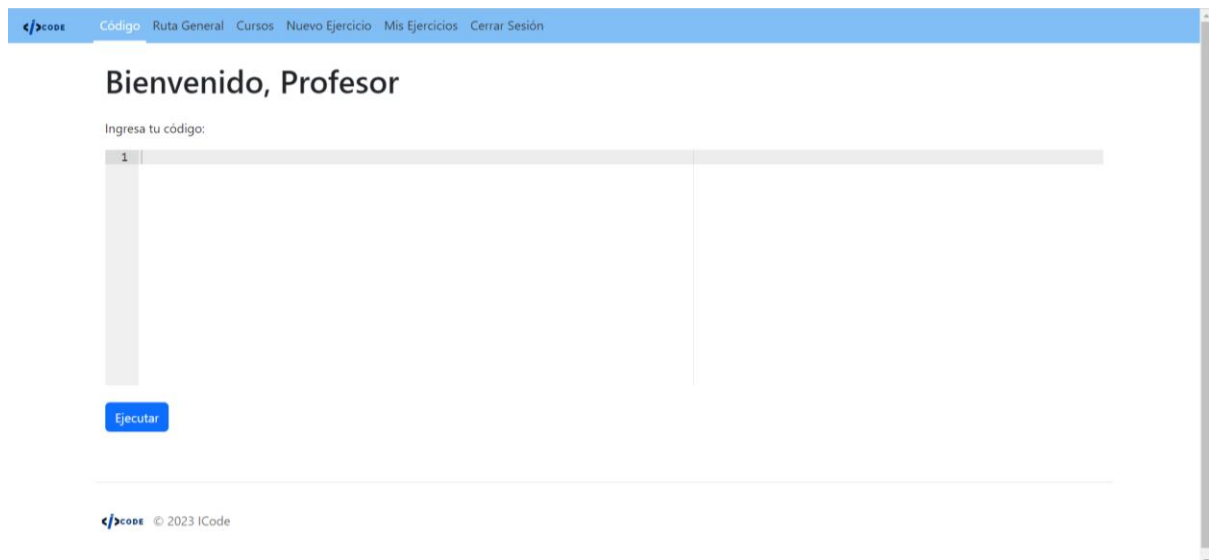 </>CODE Código Ruta General Cursos Nuevo Ejercicio Mis Ejercicios Cerrar Sesión
Bienvenido, Profesor
Ingresa tu código:
1
Ejecutar
</>CODE © 2023 ICode